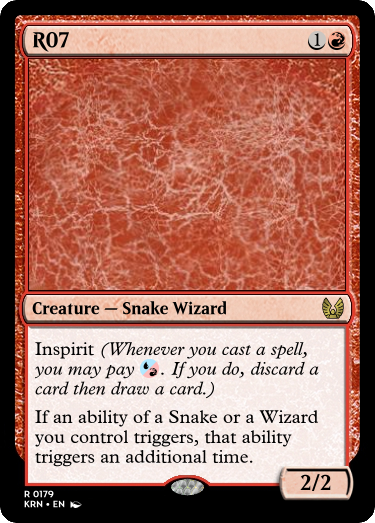 R07
1
Creature — Snake Wizard
Inspirit (Whenever you cast a spell,
you may pay . If you do, discard a
card then draw a card.)
If an ability of a Snake or a Wizard
you control triggers, that ability
triggers an additional time.
2/2
R 0179
KRN • EN